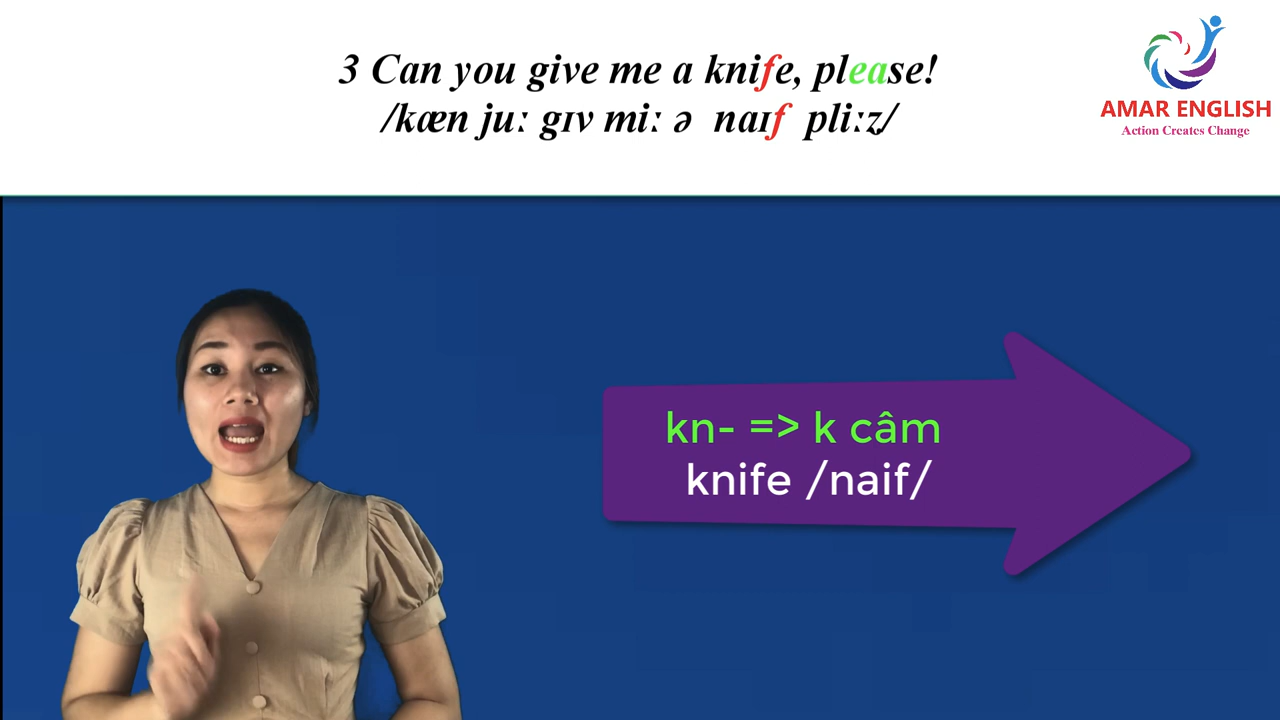 3 Can you give me a knife, please!
/kæn juː gɪv miː ə naɪf pliːz/
AMAR ENGLISH
Action Creates Change
kn- => k câm
knife /naif/